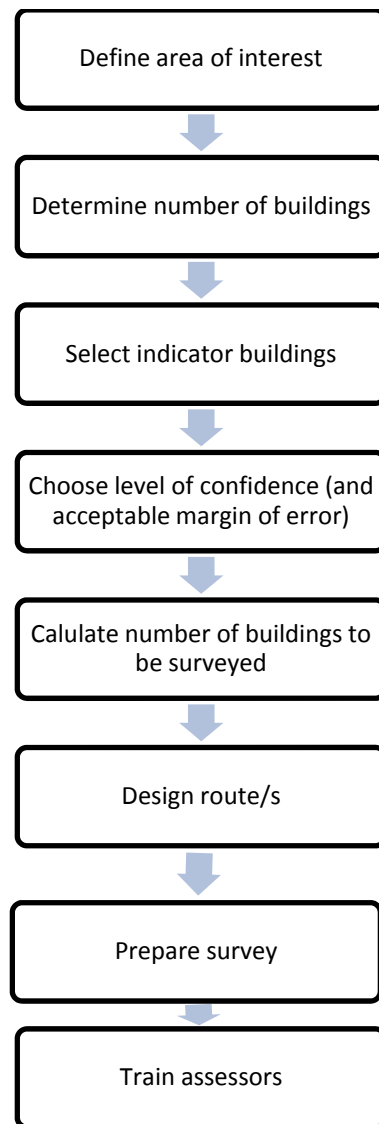 Define area of interest
Determine number of buildings
Select indicator buildings
Choose level of confidence (and
acceptable margin of error)
Calulate number of buildings to
be surveyed
Design route/s
Prepare survey
Train assessors